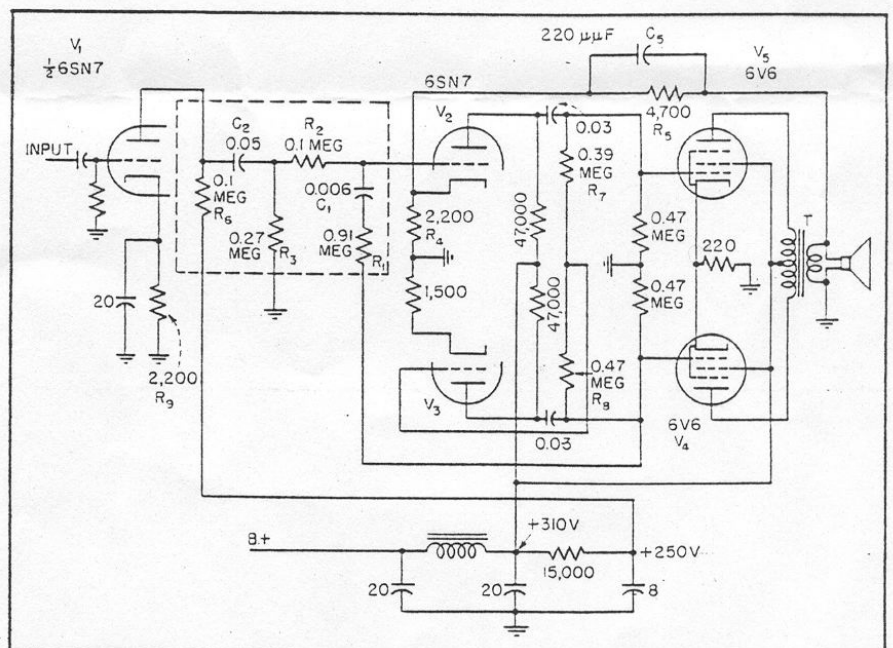 V₁
½ 6SN7
INPUT
20
2,200
R₉
C₂
0.05
R₂
0.1 MEG
0.1
MEG
R₆
0.27
MEG
R₃
0.006
C₁
0.91
MEG
R₁
6SN7
V₂
2,200
R₄
1,500
V₃
47,000
47,000
0.03
0.39
MEG
R₇
0.47
MEG
R₈
0.03
0.47
MEG
0.47
MEG
220 μμF
C₅
4,700
R₅
V₅
6V6
220
T
6V6
V₄
B.+
+310V
+250V
15,000
20
20
8